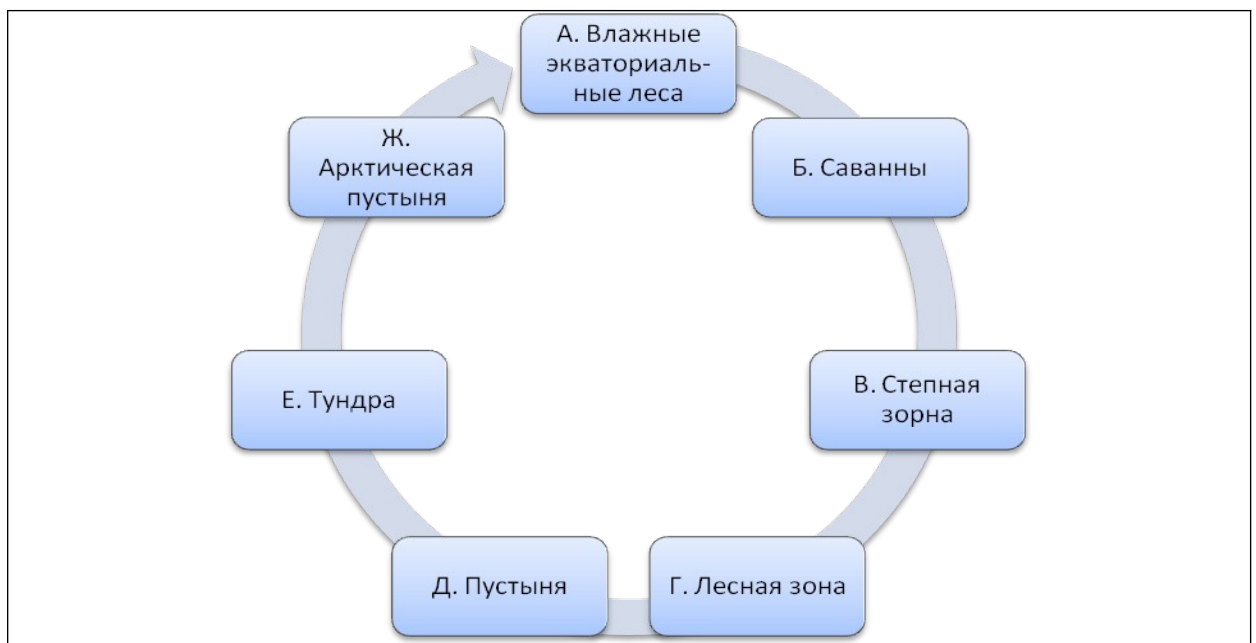 А. Влажные
экваториаль-
ные леса
Б. Саванны
В. Степная
зорна
Г. Лесная зона
Д. Пустыня
Е. Тундра
Ж.
Арктическая
пустыня